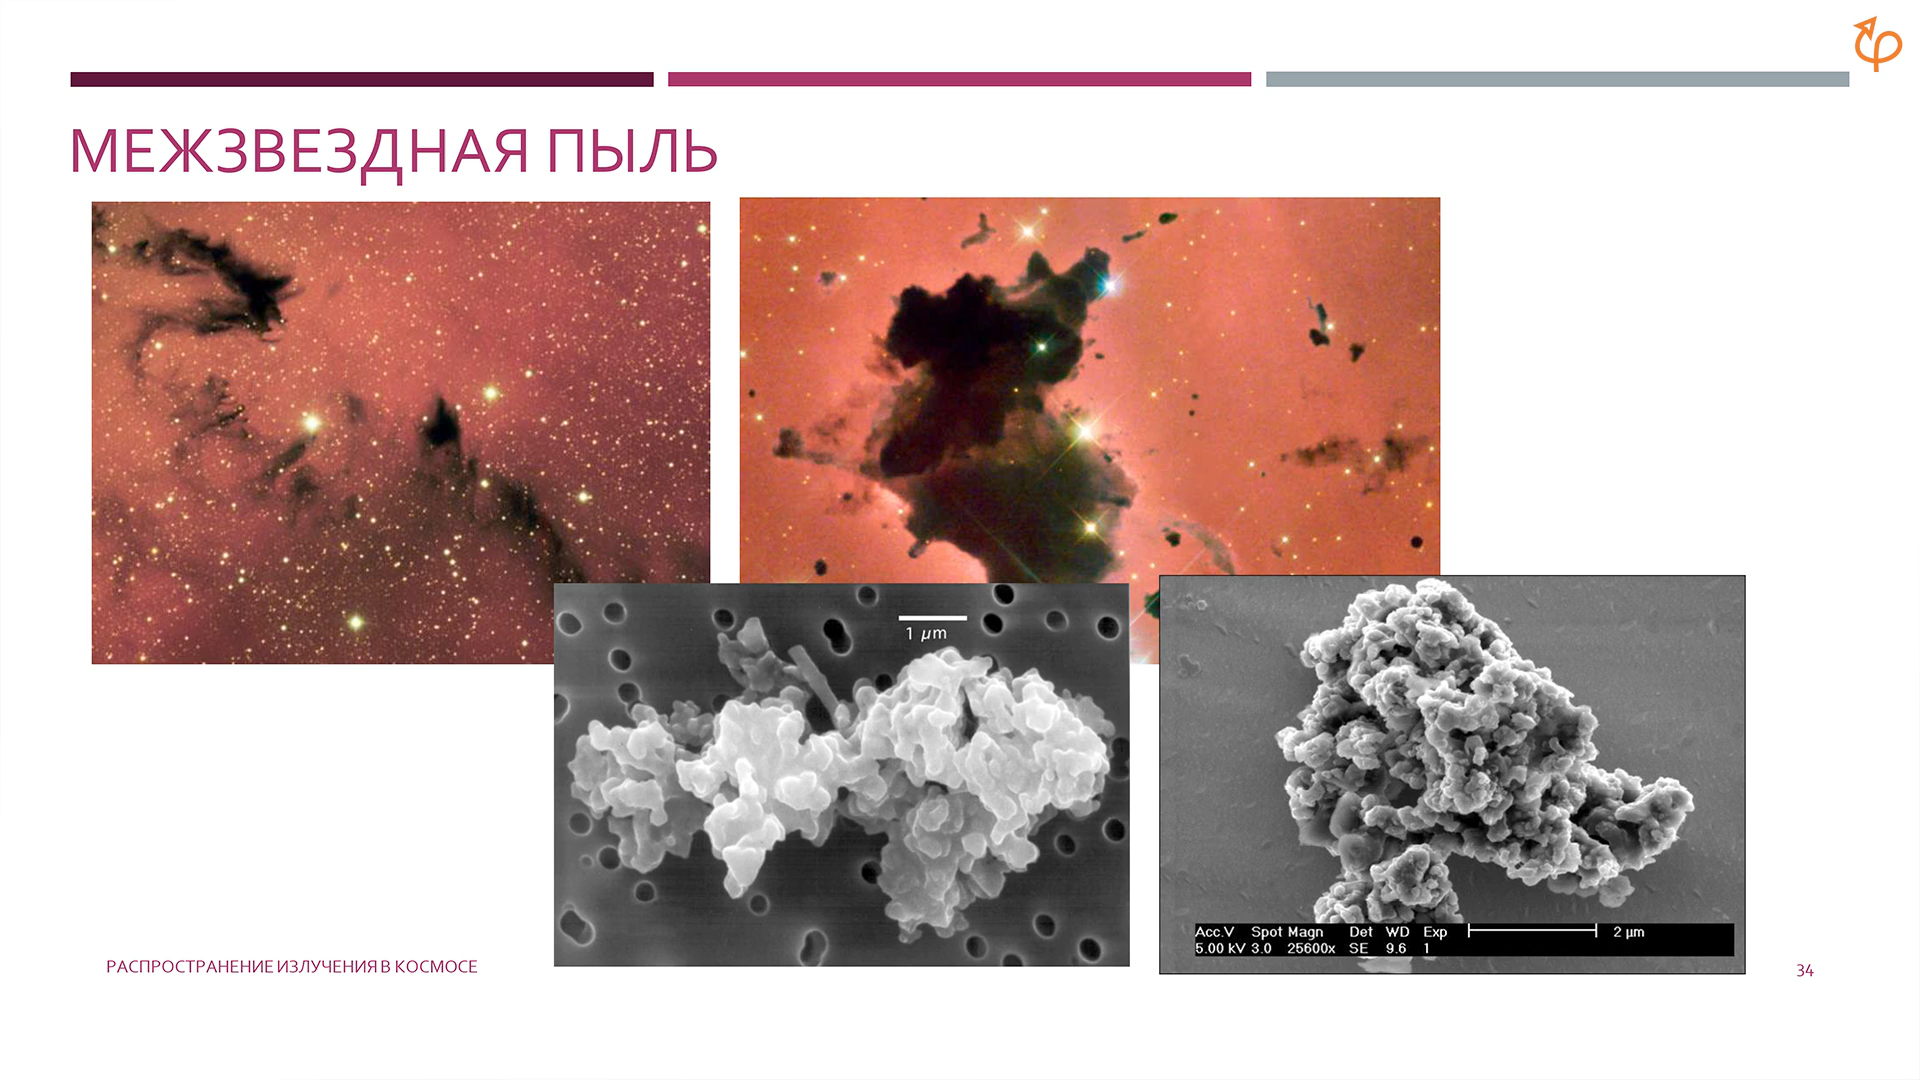 МЕЖЗВЕЗДНАЯ ПЫЛЬ
1 µm
Acc.V Spot Magn Det WD Exp 2 µm
5.00 kV 3.0 25600x SE 9.6 1
РАСПРОСТРАНЕНИЕ ИЗЛУЧЕНИЯ В КОСМОСЕ
34